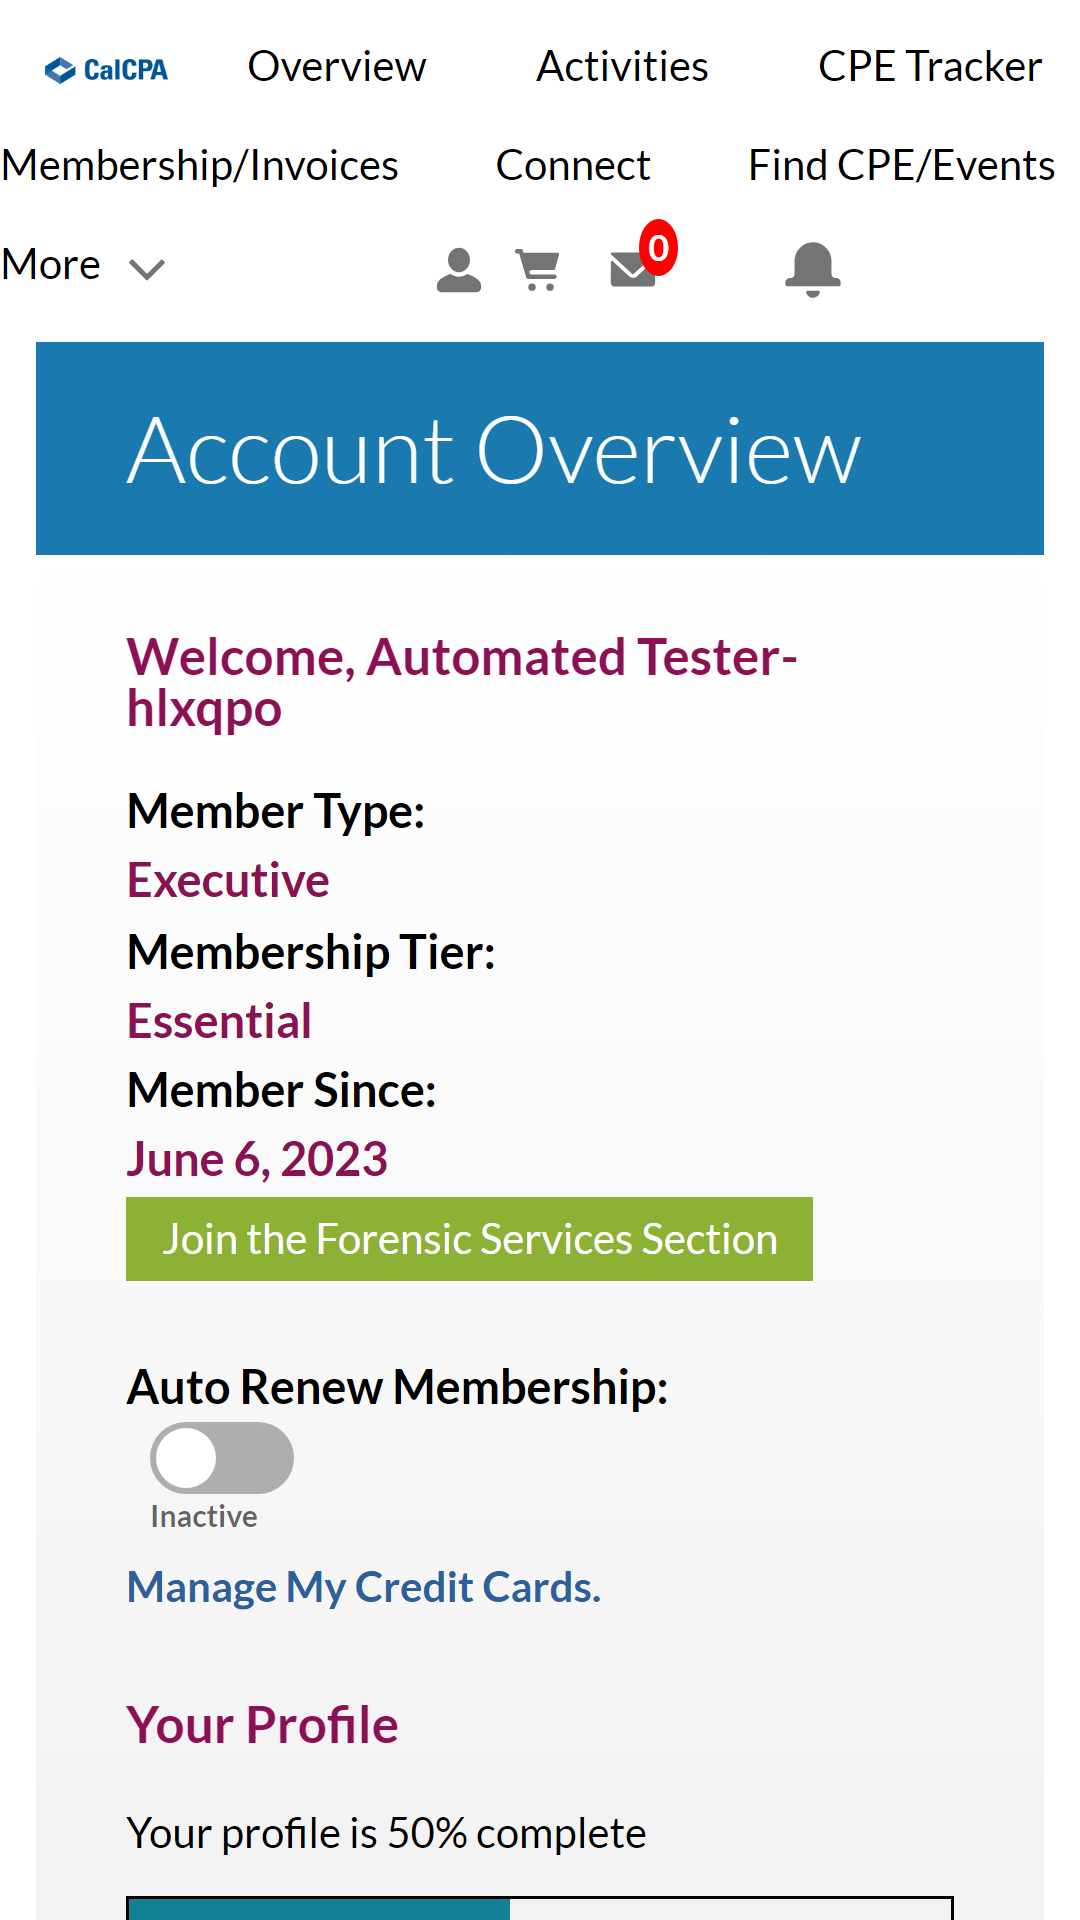 CalCPA Overview Activities CPE Tracker
Membership/Invoices Connect Find CPE/Events
More 0
Account Overview
Welcome, Automated Tester-
hlxqpo
Member Type:
Executive
Membership Tier:
Essential
Member Since:
June 6, 2023
Join the Forensic Services Section
Auto Renew Membership:
Inactive
Manage My Credit Cards.
Your Profile
Your profile is 50% complete